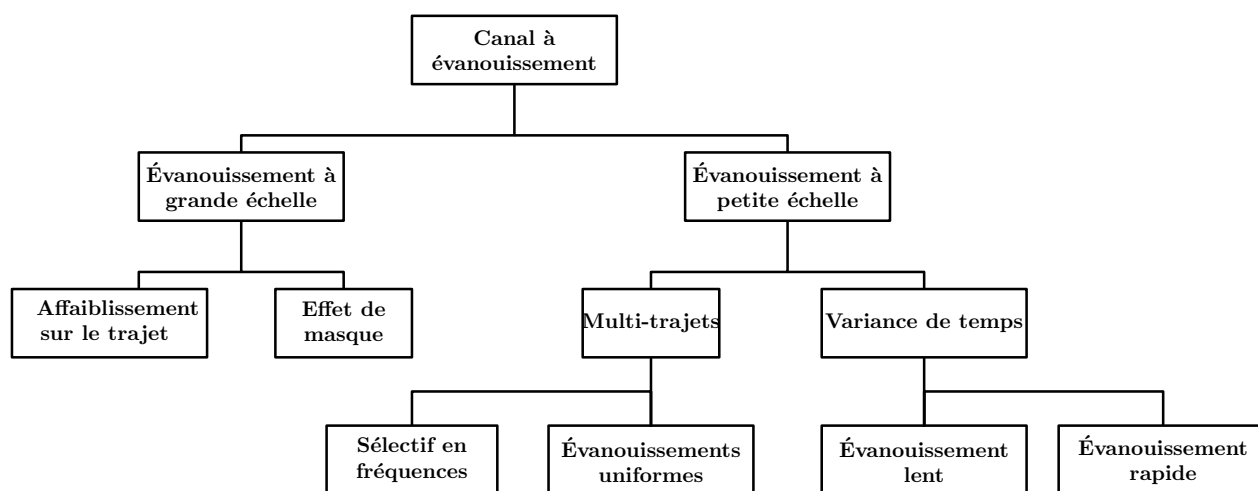 Canal à
évanouissement
Évanouissement à
grande échelle
Évanouissement à
petite échelle
Affaiblissement
sur le trajet
Effet de
masque
Multi-trajets
Variance de temps
Sélectif en
fréquences
Évanouissements
uniformes
Évanouissement
lent
Évanouissement
rapide